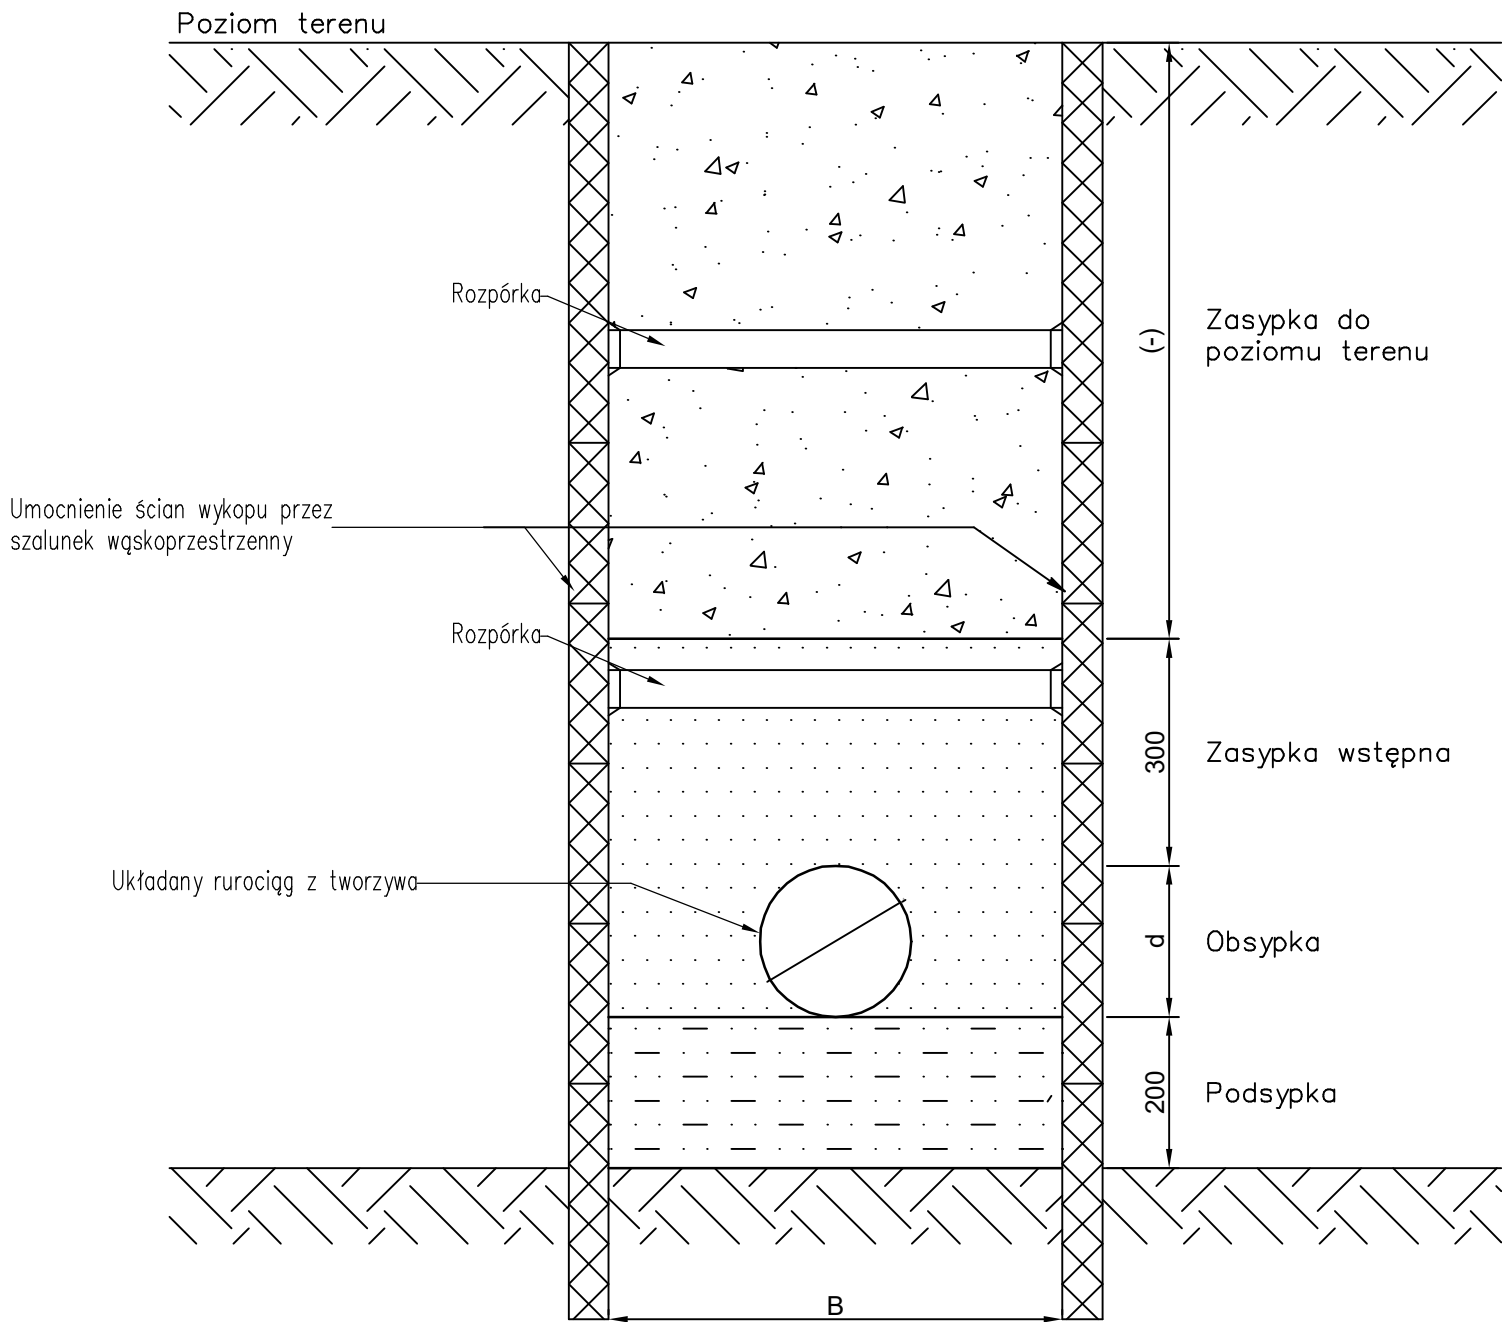 Poziom terenu
Rozpórka
(-)
Zasypka do
poziomu terenu
Umocnienie ścian wykopu przez
szalunek wąskoprzestrzenny
Rozpórka
300
Zasypka wstępna
Układany rurociąg z tworzywa
d
Obsypka
200
Podsypka
B